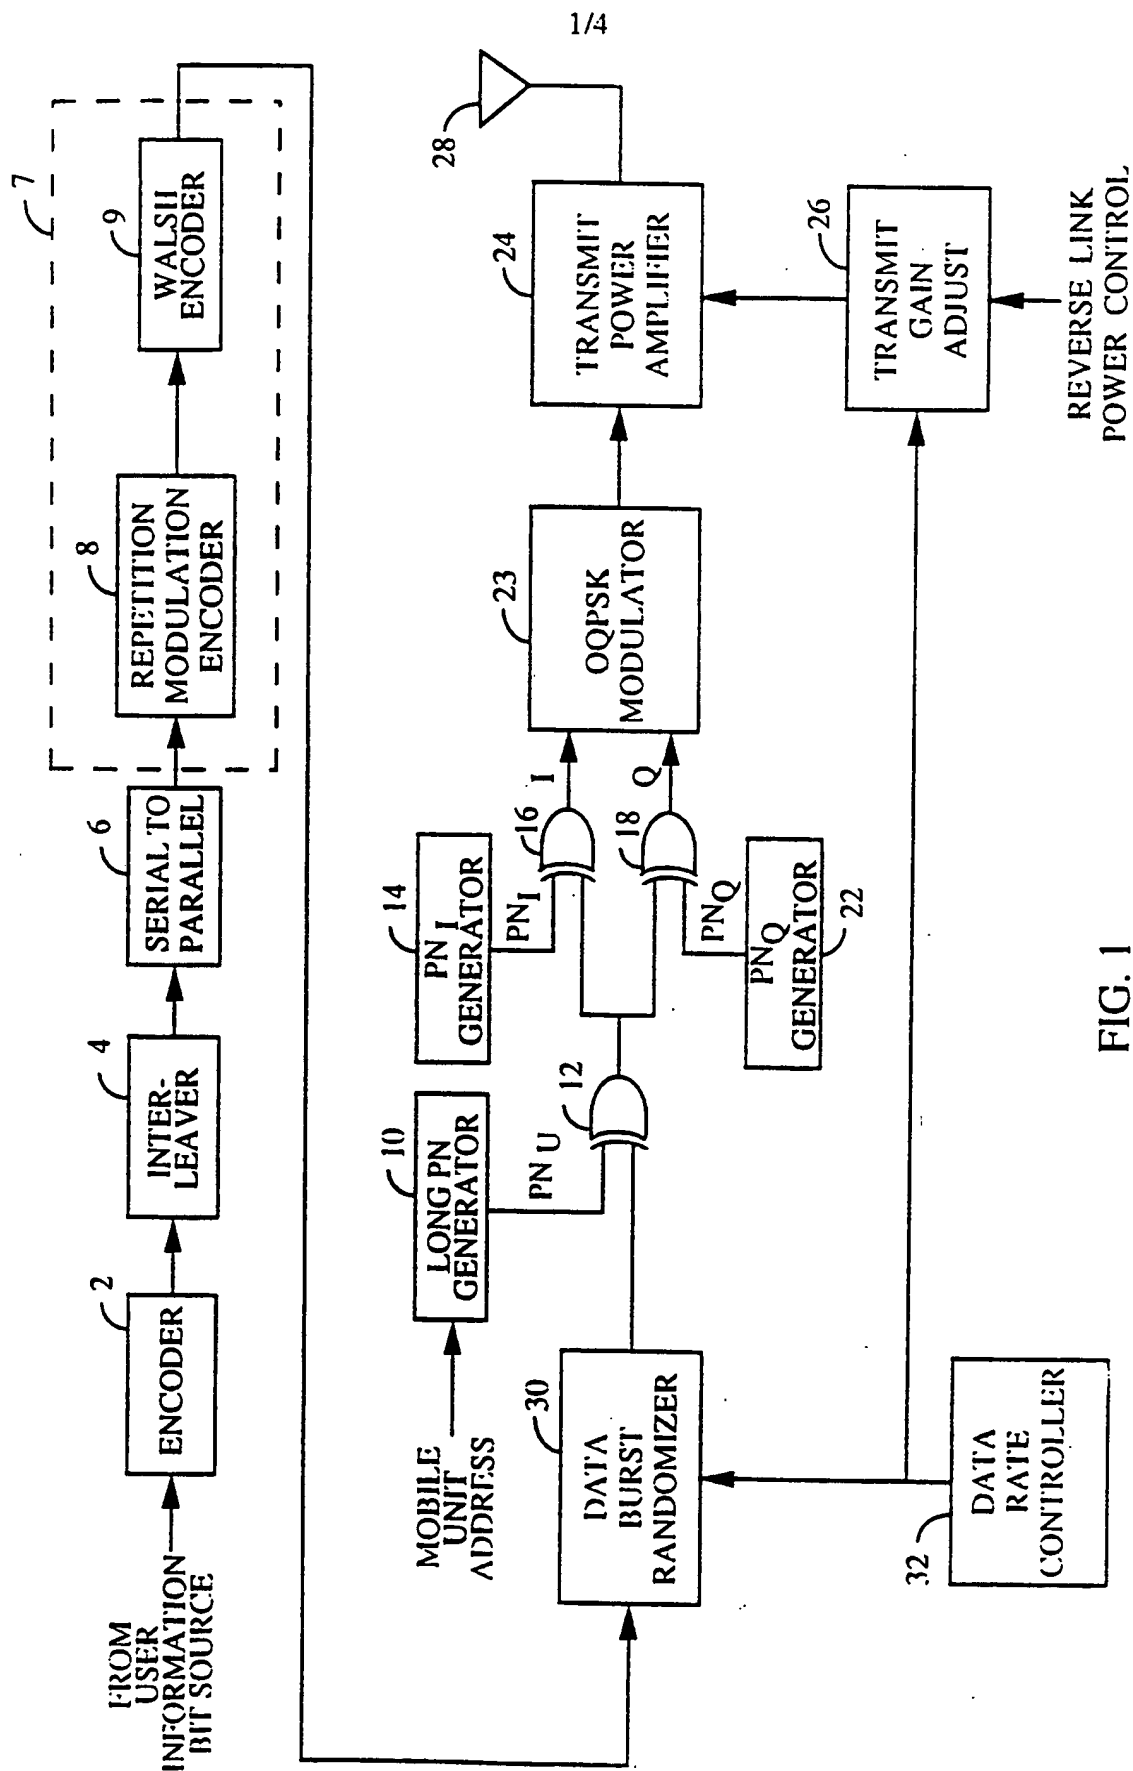 1/4
7
FROM
USER
INFORMATION
BIT SOURCE
2
ENCODER
4
INTER-
LEAVER
6
SERIAL TO
PARALLEL
8
REPETITION
MODULATION
ENCODER
9
WALSH
ENCODER
MOBILE
UNIT
ADDRESS
10
LONG PN
GENERATOR
PN U
12
14
PN I
GENERATOR
PN I
16
I
18
Q
PN Q
PN Q
GENERATOR
22
23
OQPSK
MODULATOR
24
TRANSMIT
POWER
AMPLIFIER
28
30
DATA
BURST
RANDOMIZER
26
TRANSMIT
GAIN
ADJUST
32
DATA
RATE
CONTROLLER
REVERSE LINK
POWER CONTROL
FIG. 1